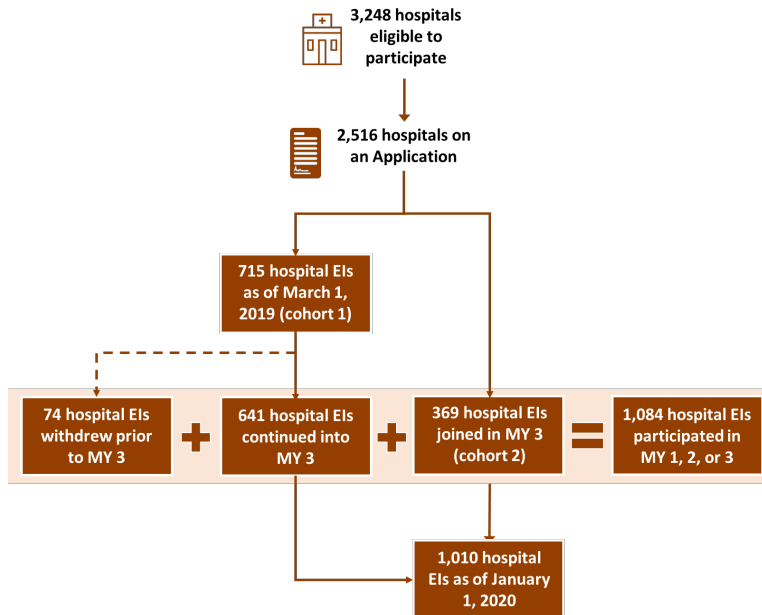 3,248 hospitals
eligible to
participate
2,516 hospitals on
an Application
715 hospital EIs
as of March 1,
2019 (cohort 1)
74 hospital EIs
withdrew prior
to MY 3
+
641 hospital EIs
continued into
MY 3
+
369 hospital EIs
joined in MY 3
(cohort 2)
=
1,084 hospital EIs
participated in
MY 1, 2, or 3
1,010 hospital
EIs as of January
1, 2020